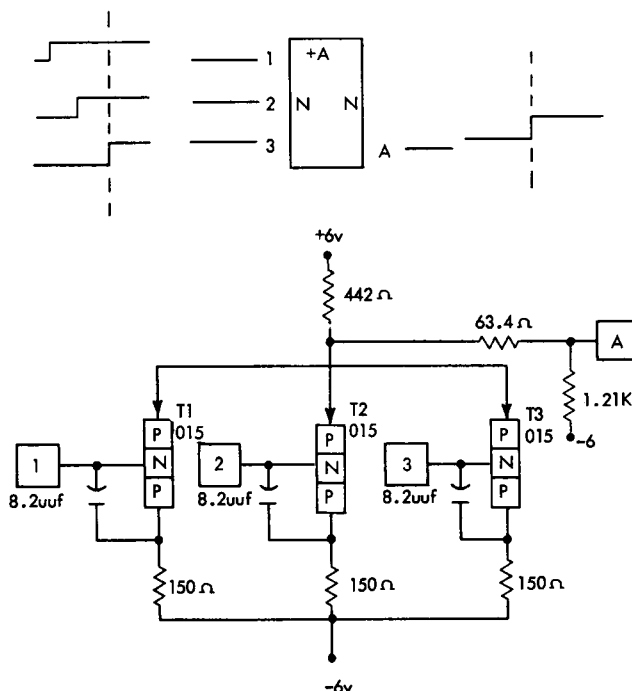 1
+A
2
N N
3
A
+6v
442 Ω
63.4 Ω
A
1.21K
-6
T1
015
T2
015
T3
015
P
P
P
1
N
2
N
3
N
8.2uuf
P
8.2uuf
P
8.2uuf
P
150 Ω
150 Ω
150 Ω
-6v